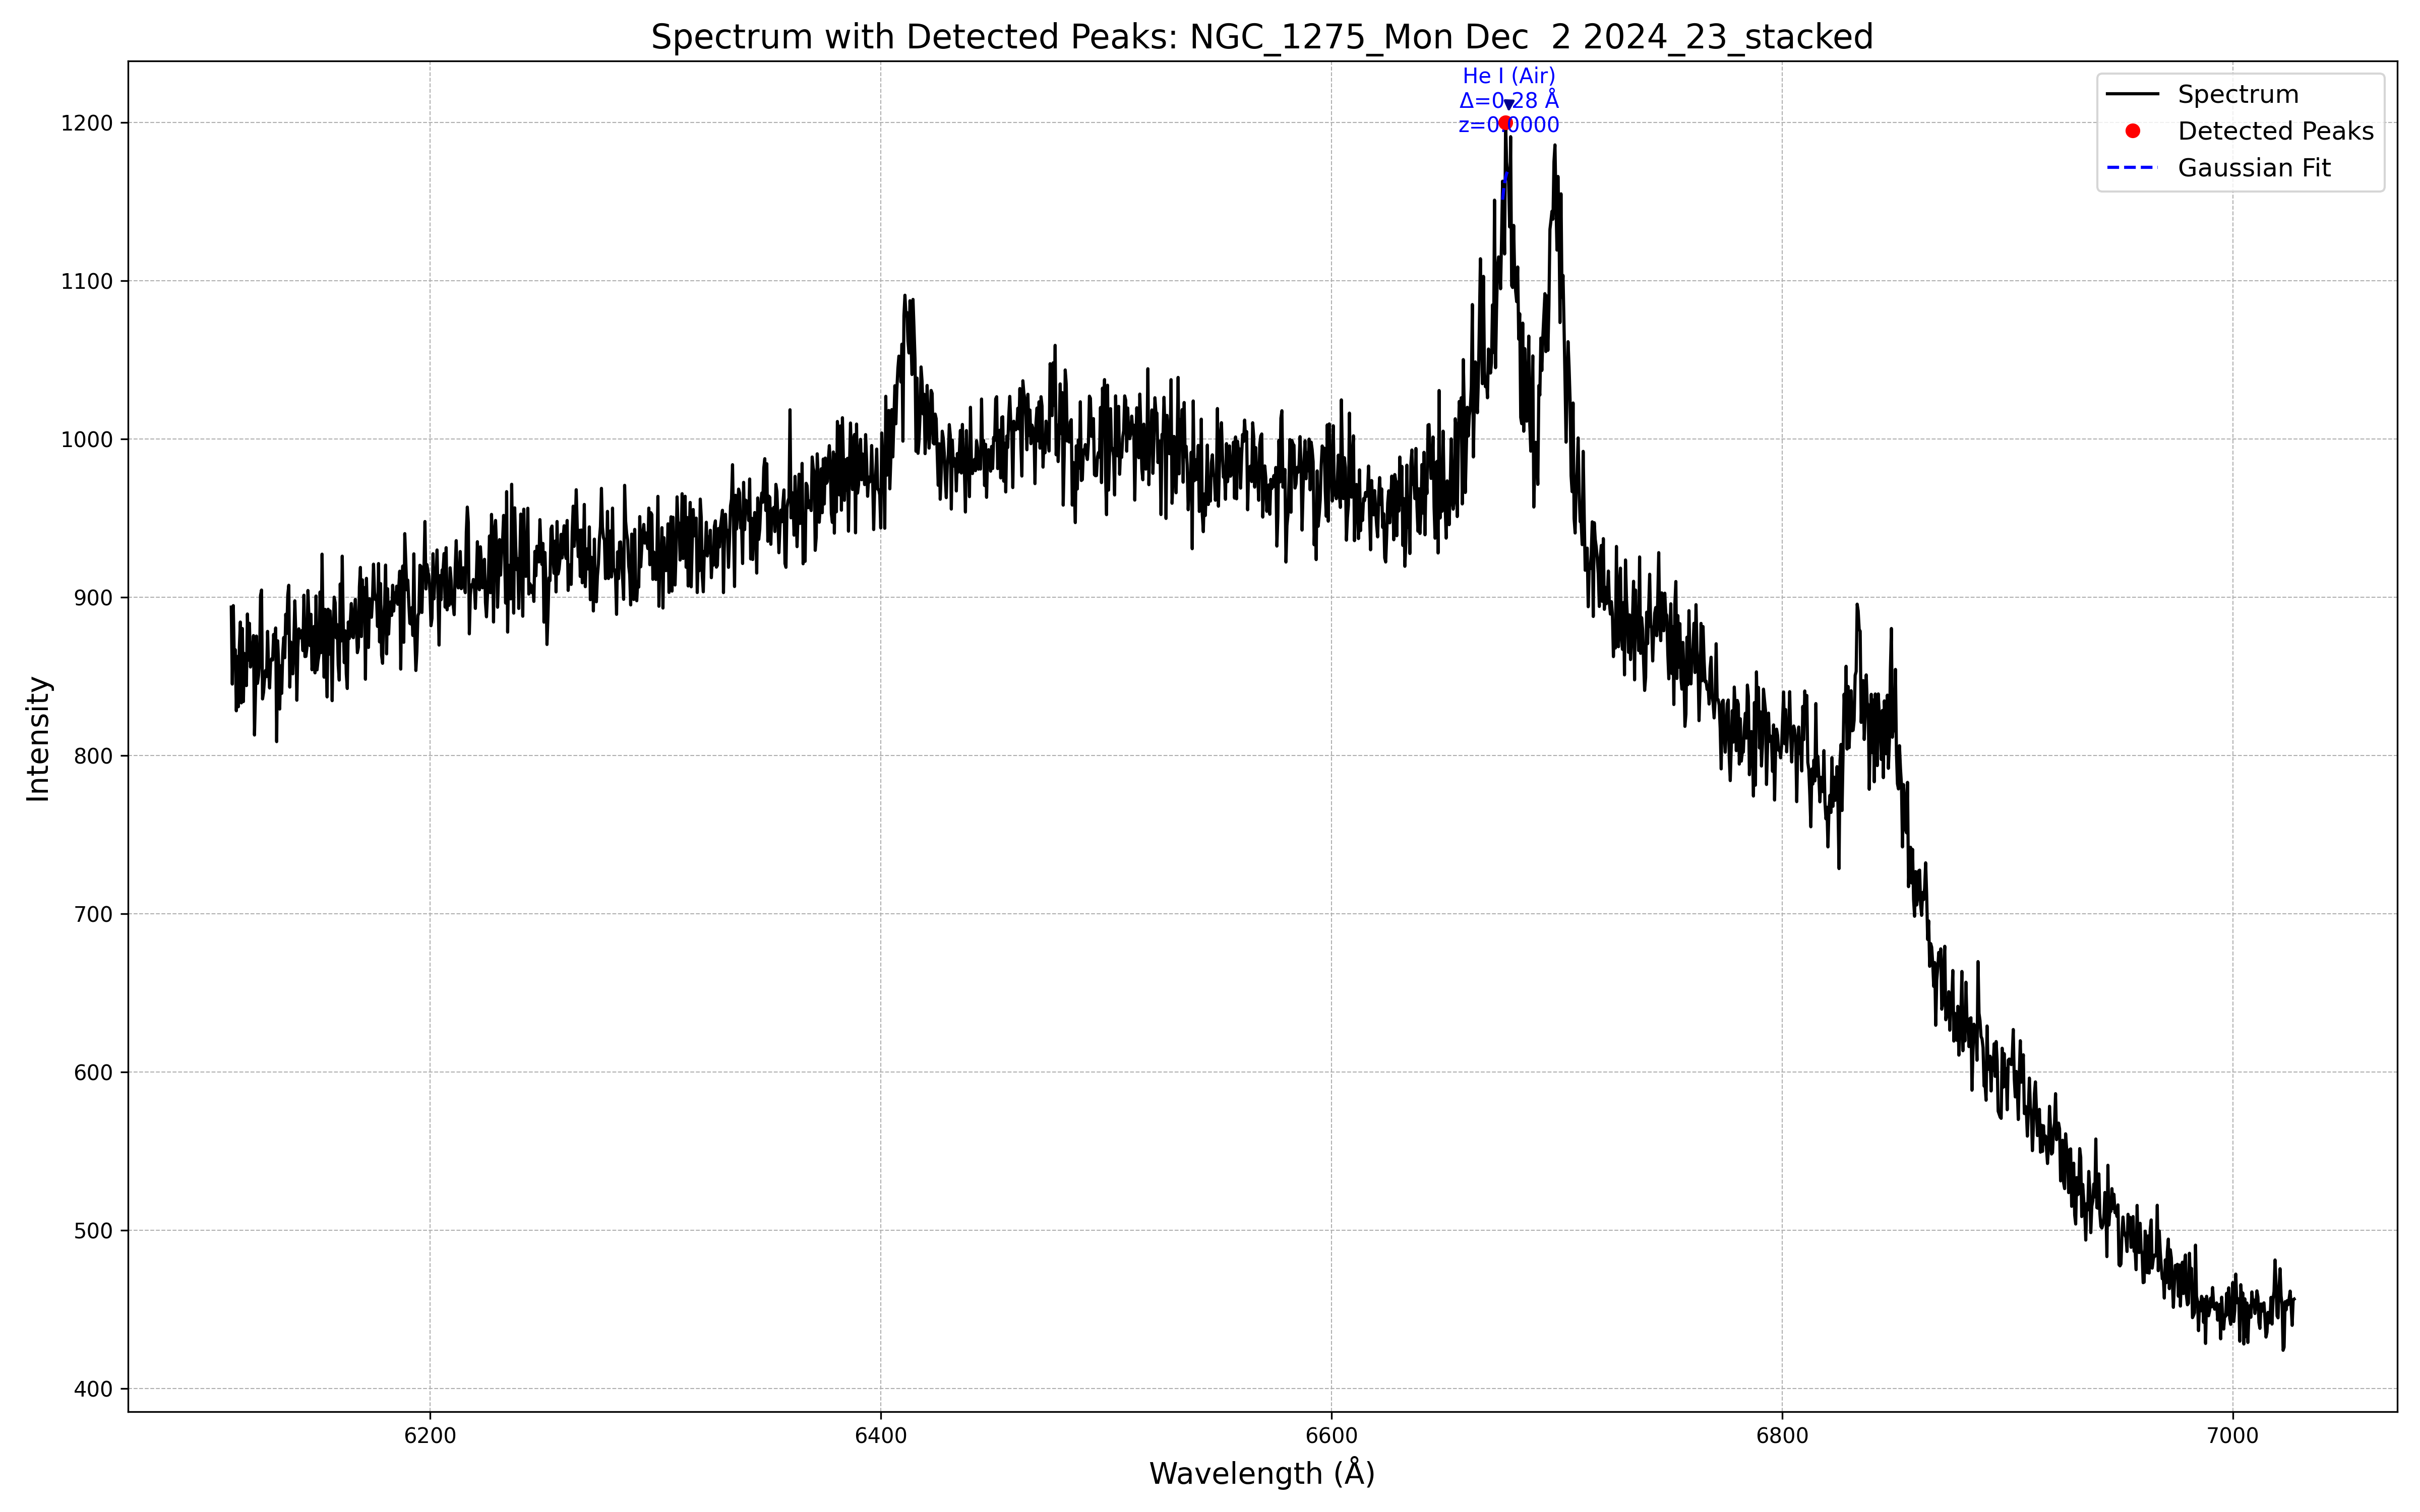 Spectrum with Detected Peaks: NGC_1275_Mon Dec  2 2024_23_stacked
He I (Air)
Δ=0.28 Å
z=0.0000
Spectrum
Detected Peaks
Gaussian Fit
Intensity
1200
1100
1000
900
800
700
600
500
400
6200
6400
6600
6800
7000
Wavelength (Å)